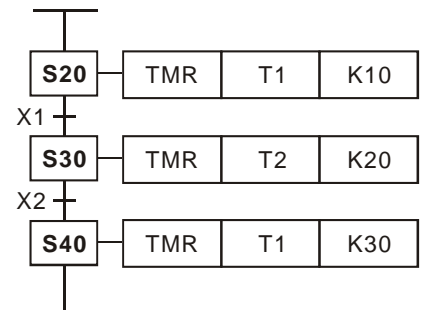 S20 TMR T1 K10
X1
S30 TMR T2 K20
X2
S40 TMR T1 K30